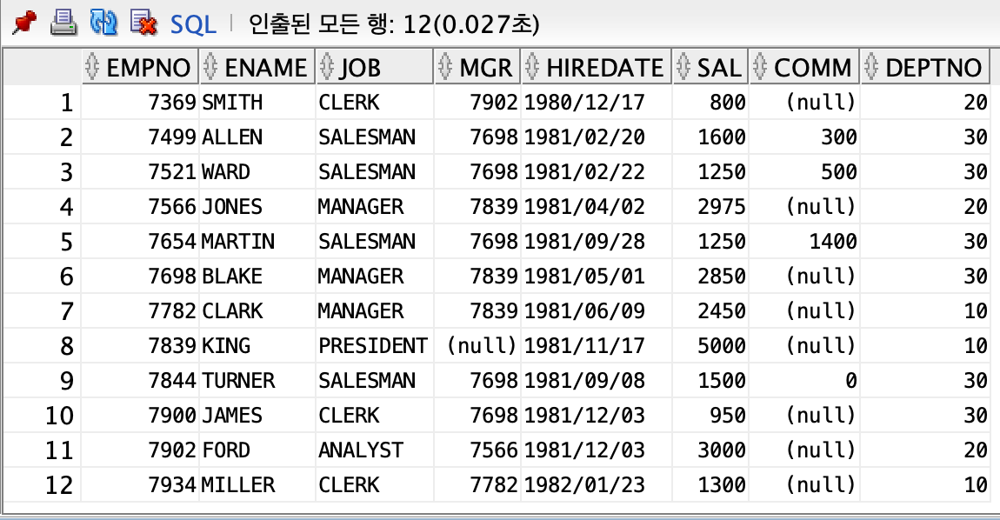 SQL 인출된 모든 행: 12(0.027초)
EMPNO ENAME JOB MGR HIREDATE SAL COMM DEPTNO
1 7369 SMITH CLERK 7902 1980/12/17 800 (null) 20
2 7499 ALLEN SALESMAN 7698 1981/02/20 1600 300 30
3 7521 WARD SALESMAN 7698 1981/02/22 1250 500 30
4 7566 JONES MANAGER 7839 1981/04/02 2975 (null) 20
5 7654 MARTIN SALESMAN 7698 1981/09/28 1250 1400 30
6 7698 BLAKE MANAGER 7839 1981/05/01 2850 (null) 30
7 7782 CLARK MANAGER 7839 1981/06/09 2450 (null) 10
8 7839 KING PRESIDENT (null) 1981/11/17 5000 (null) 10
9 7844 TURNER SALESMAN 7698 1981/09/08 1500 0 30
10 7900 JAMES CLERK 7698 1981/12/03 950 (null) 30
11 7902 FORD ANALYST 7566 1981/12/03 3000 (null) 20
12 7934 MILLER CLERK 7782 1982/01/23 1300 (null) 10